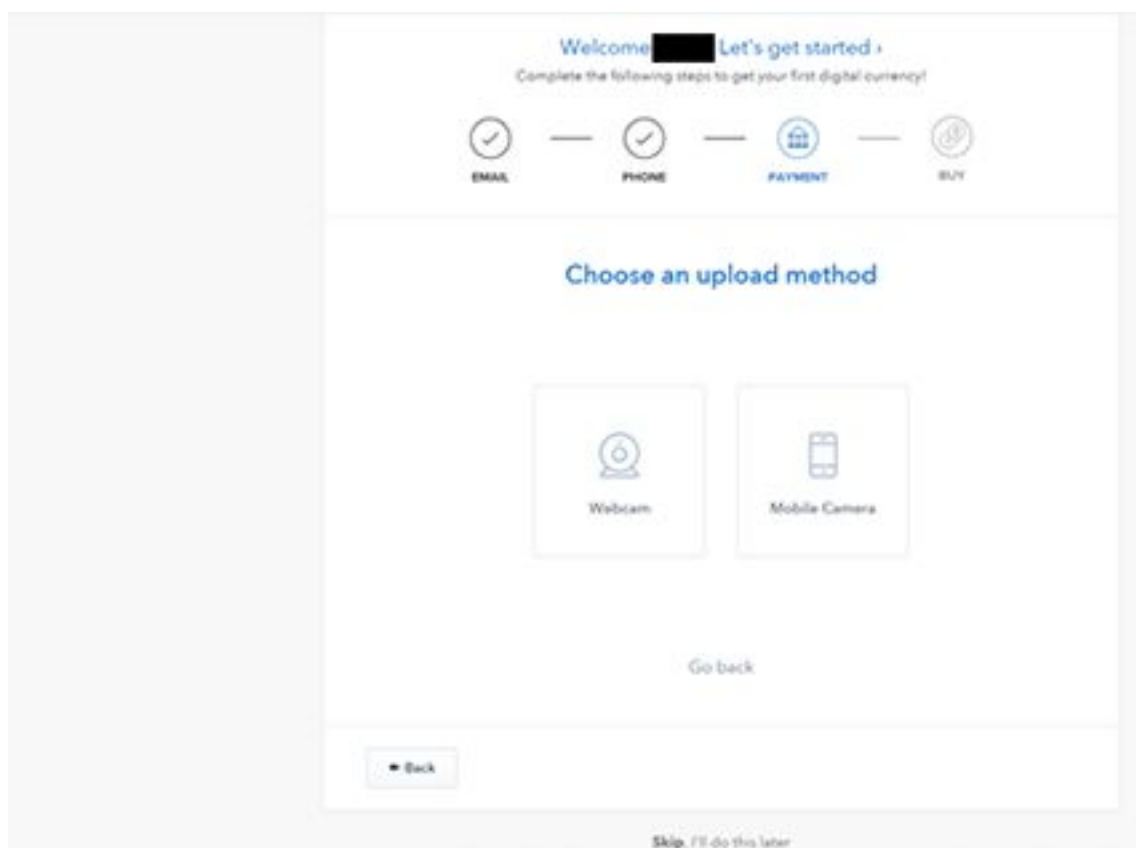 Welcome Let's get started ›
Complete the following steps to get your first digital currency!
EMAIL PHONE PAYMENT BUY
Choose an upload method
Webcam Mobile Camera
Go back
Back
Skip, I'll do this later